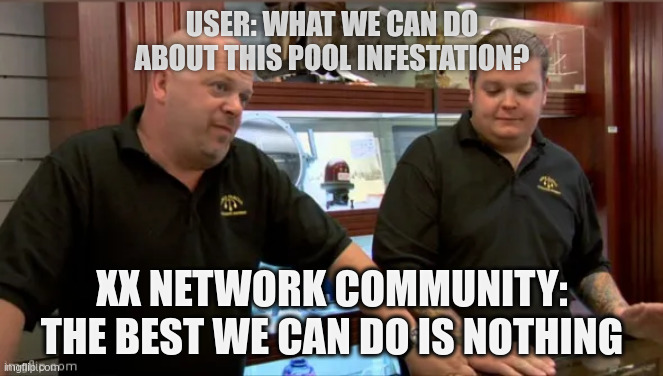 USER: WHAT WE CAN DO
ABOUT THIS POOL INFESTATION?
XX NETWORK COMMUNITY:
THE BEST WE CAN DO IS NOTHING
imgflip.com